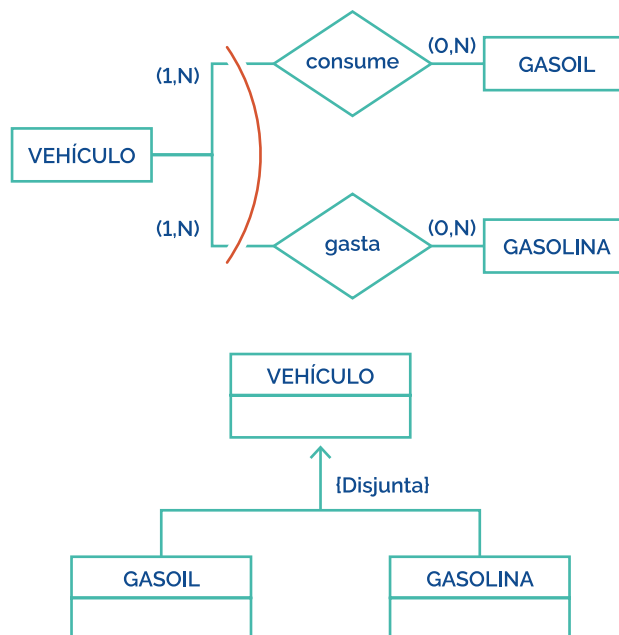 consume
(0,N)
GASOIL
(1,N)
VEHÍCULO
(1,N)
gasta
(0,N)
GASOLINA
VEHÍCULO
{Disjunta}
GASOIL
GASOLINA